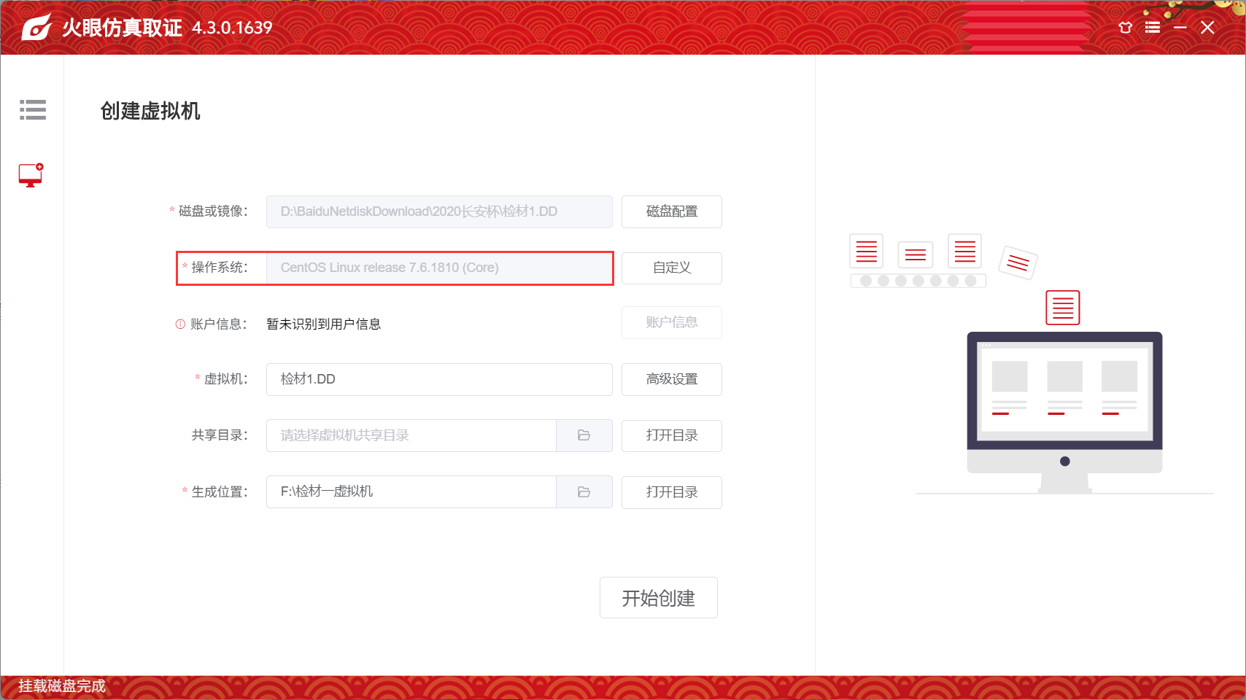 火眼仿真取证 4.3.0.1639
创建虚拟机
* 磁盘或镜像： D:\BaiduNetdiskDownload\2020长安杯\检材1.DD 磁盘配置
* 操作系统： CentOS Linux release 7.6.1810 (Core) 自定义
账户信息： 暂未识别到用户信息 账户信息
* 虚拟机： 检材1.DD 高级设置
共享目录： 请选择虚拟机共享目录 打开目录
* 生成位置： F:\检材一虚拟机 打开目录
开始创建
挂载磁盘完成